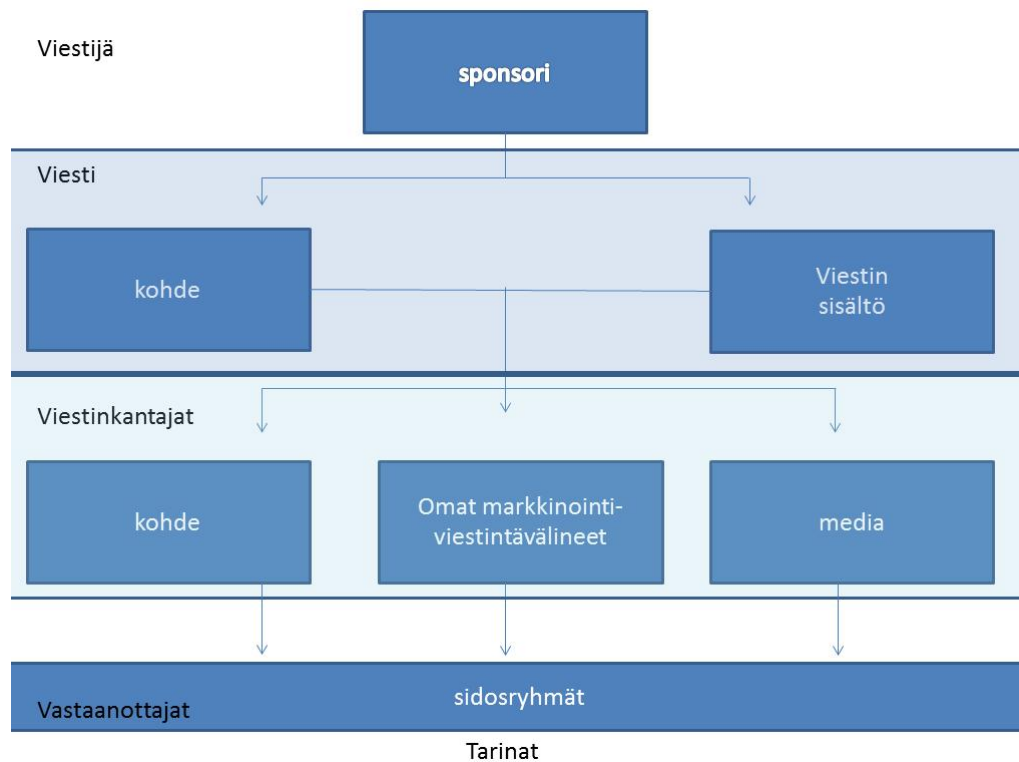 Viestijä
sponsori
Viesti
kohde
Viestin
sisältö
Viestinkantajat
kohde
Omat markkinointi-
viestintävälineet
media
sidosryhmät
Vastaanottajat
Tarinat